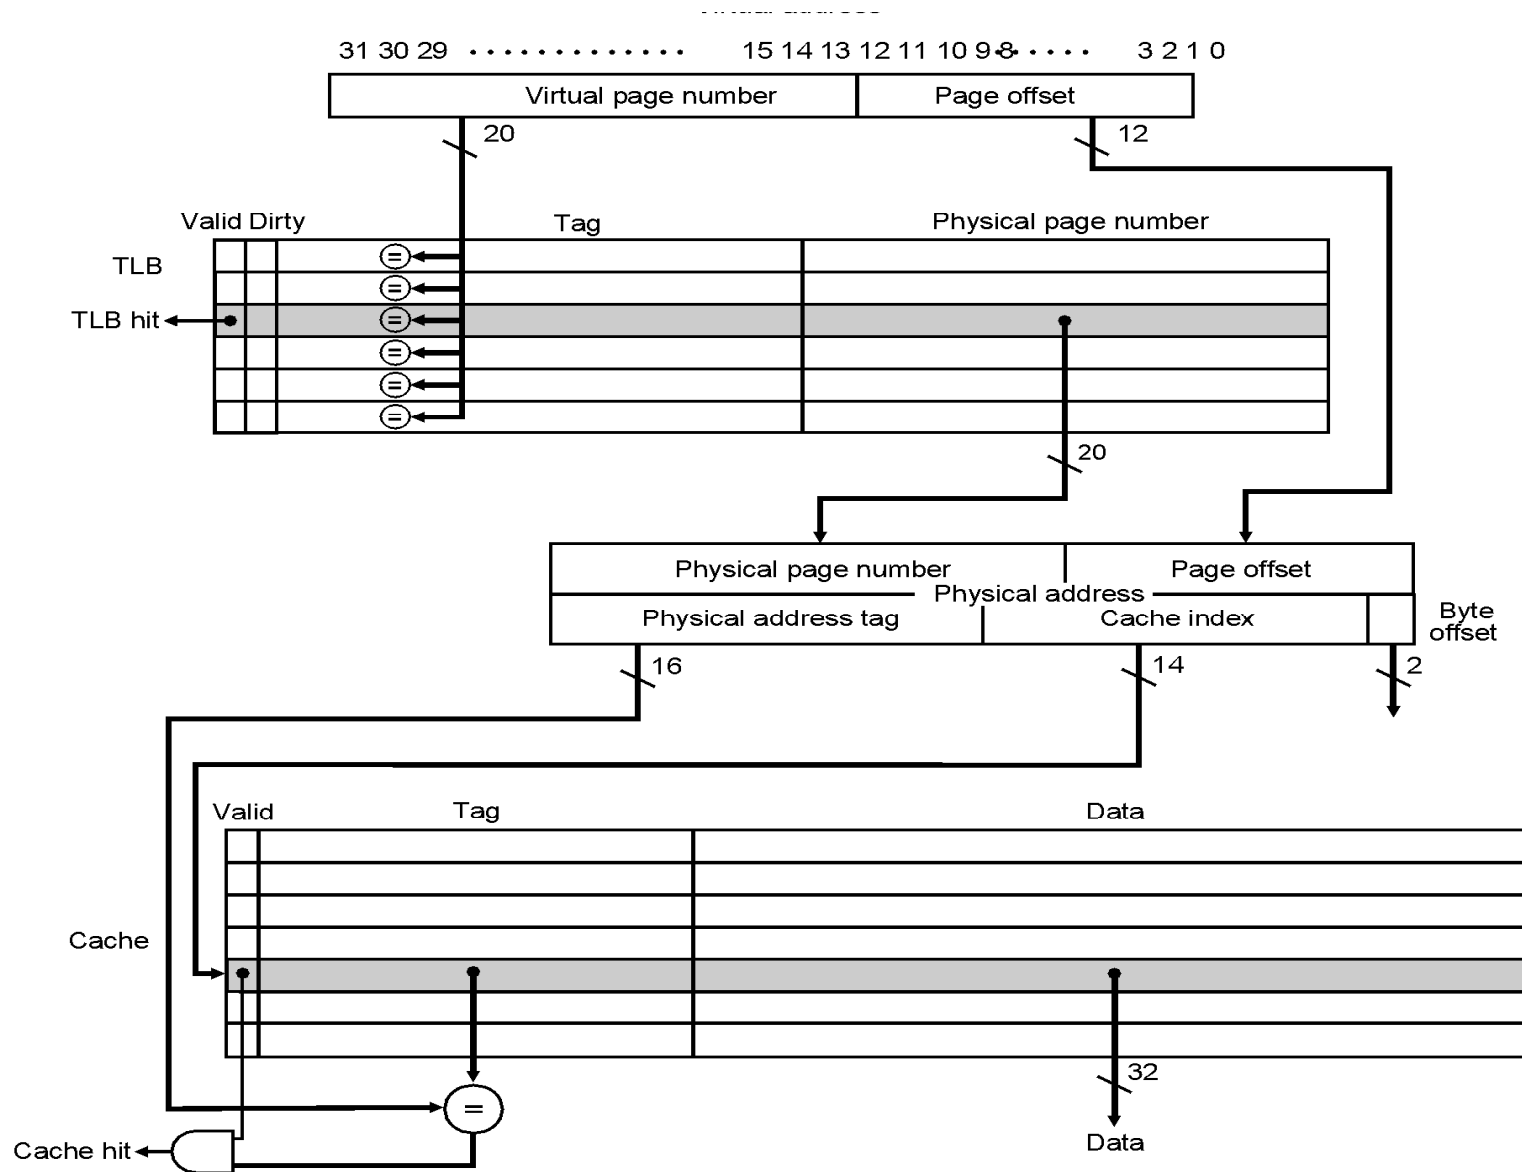 31 30 29 ............. 15 14 13 12 11 10 9 8 ..... 3 2 1 0
Virtual page number Page offset
20 12
Valid Dirty Tag Physical page number
TLB
=
=
TLB hit =
=
=
=
20
Physical page number Page offset
Physical address
Physical address tag Cache index Byte
offset
16 14 2
Valid Tag Data
Cache
32
=
Data
Cache hit